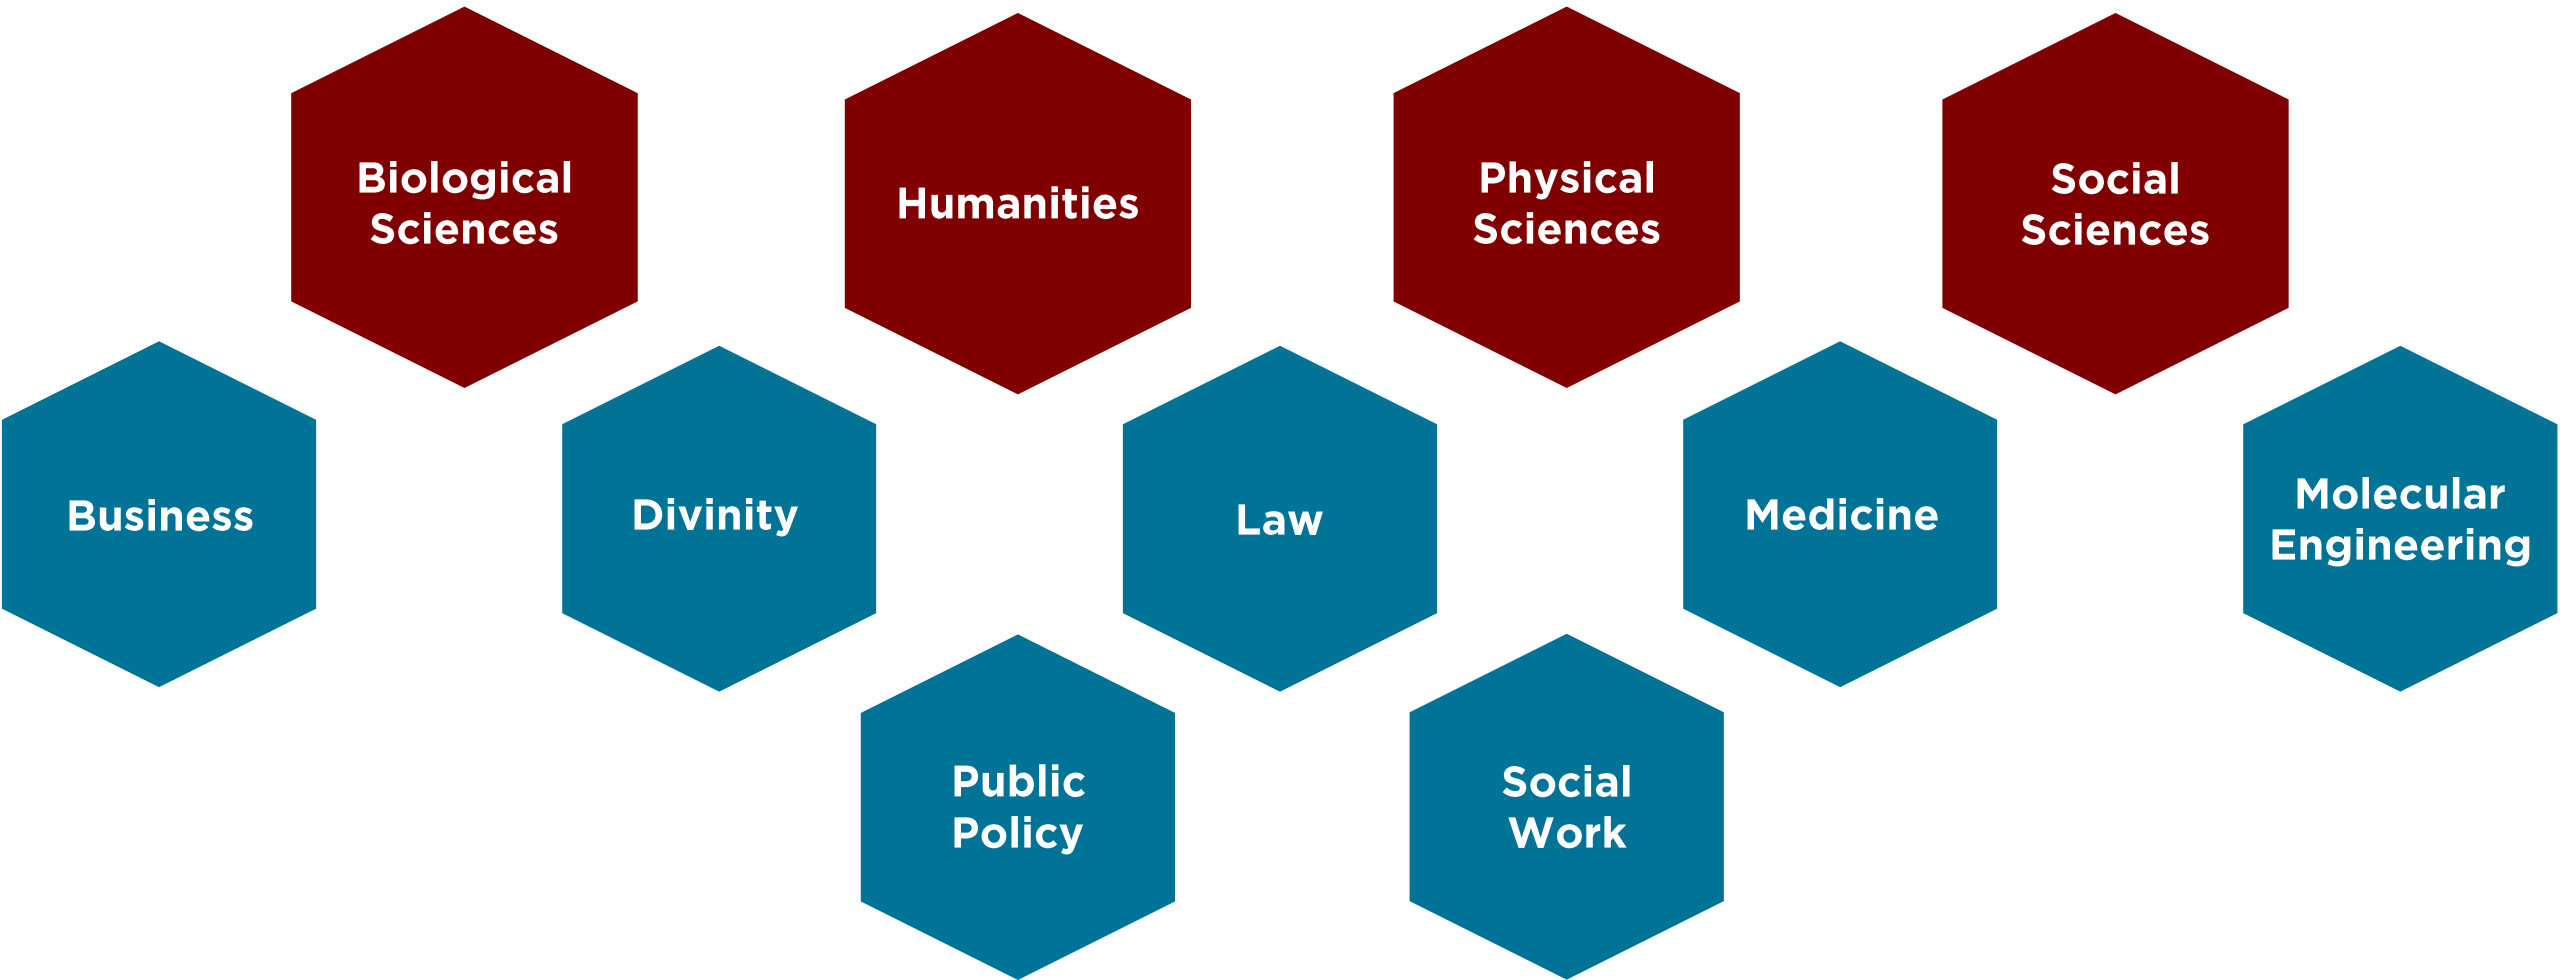 Biological
Sciences
Humanities
Physical
Sciences
Social
Sciences
Business
Divinity
Law
Medicine
Molecular
Engineering
Public
Policy
Social
Work